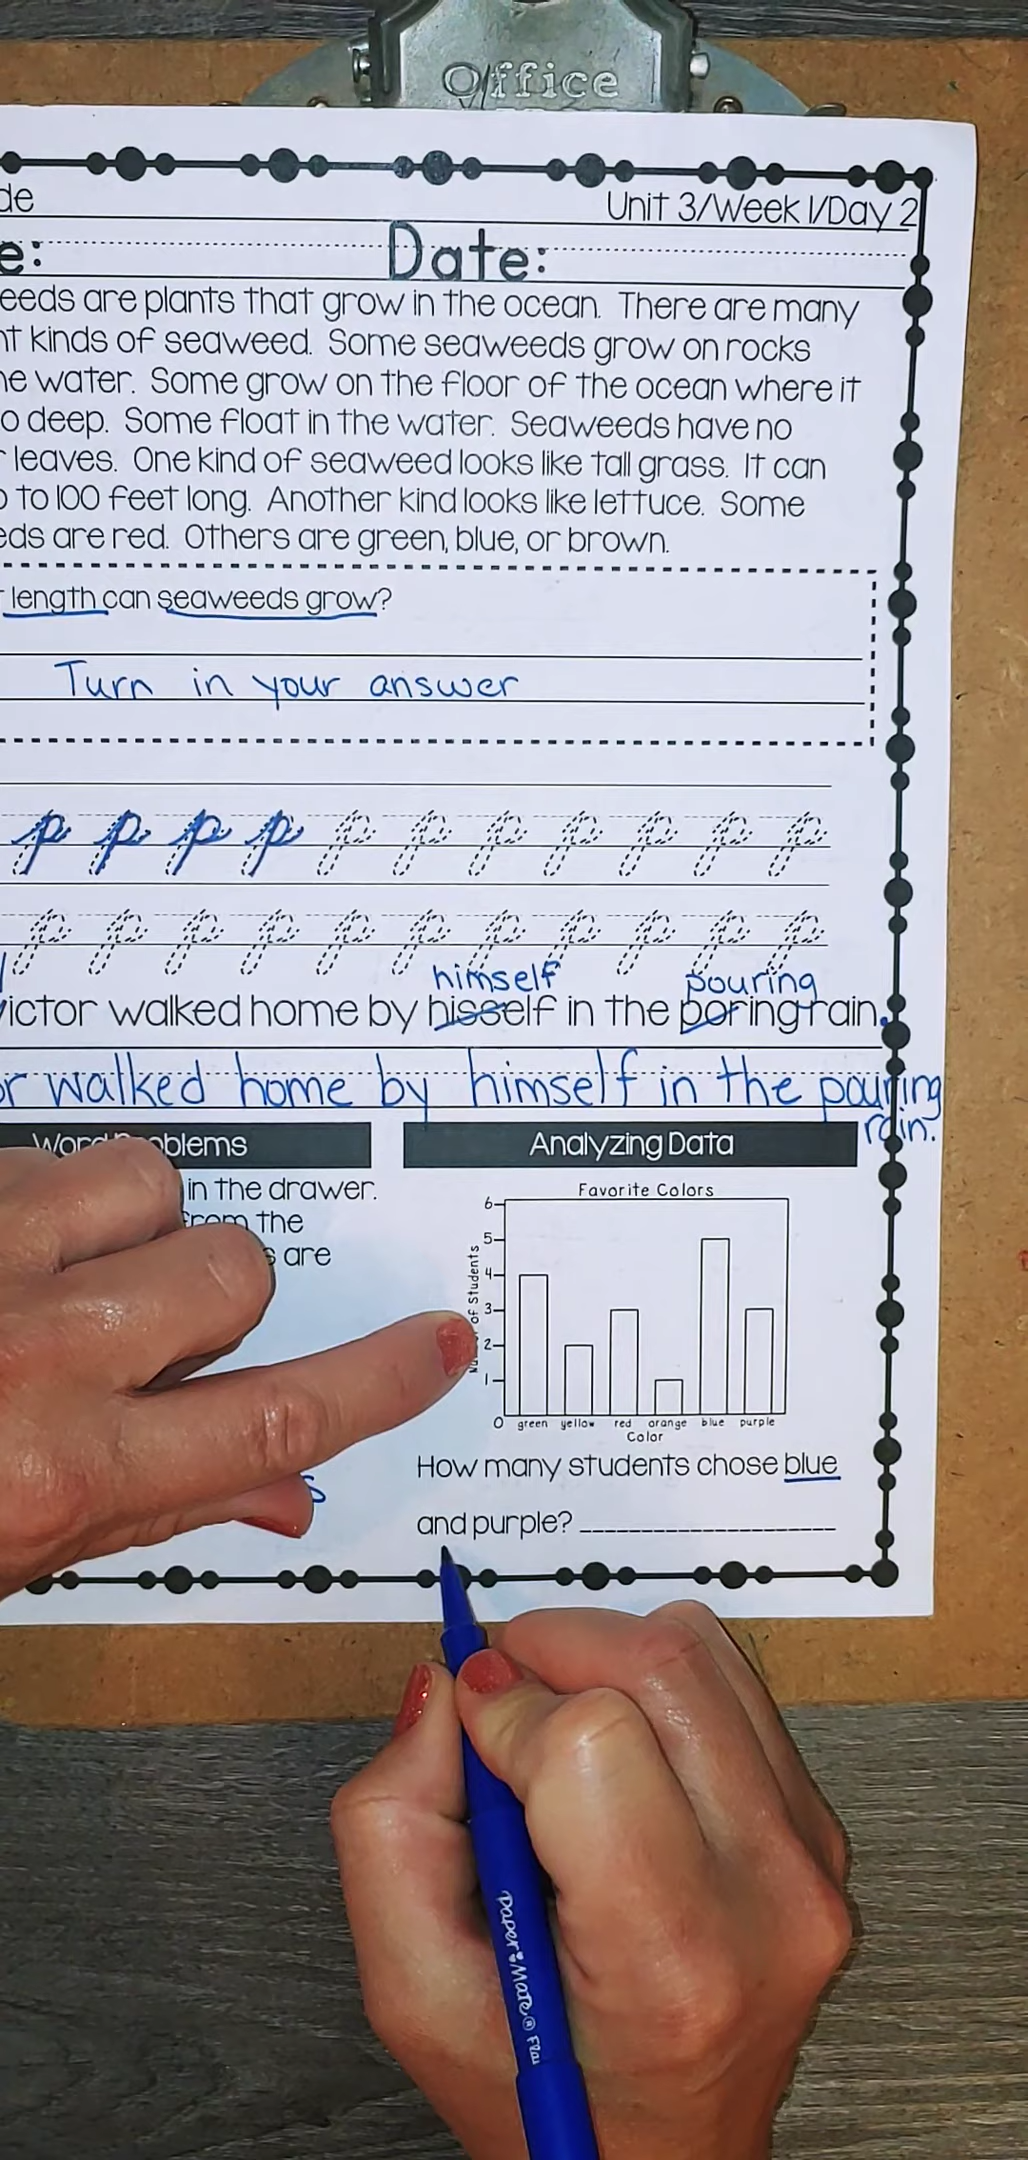 Office
de Unit 3/Week 1/Day 2
e: Date:
eeds are plants that grow in the ocean. There are many
nt kinds of seaweed. Some seaweeds grow on rocks
he water. Some grow on the floor of the ocean where it
o deep. Some float in the water. Seaweeds have no
r leaves. One kind of seaweed looks like tall grass. It can
p to 100 feet long. Another kind looks like lettuce. Some
eds are red. Others are green, blue, or brown.
t length can seaweeds grow?
Turn in your answer
p p p p p p p p p p p
p p p p p p p p p p p
himself pouring
victor walked home by hisself in the poring rain.
or walked home by himself in the pouring
rain.
Word Problems Analyzing Data
in the drawer.
from the
s are
s
Favorite Colors
6
5
4
3
2
1
0
of Students
green yellow red orange blue purple
Color
How many students chose blue
and purple?
Paper Mate® Flai